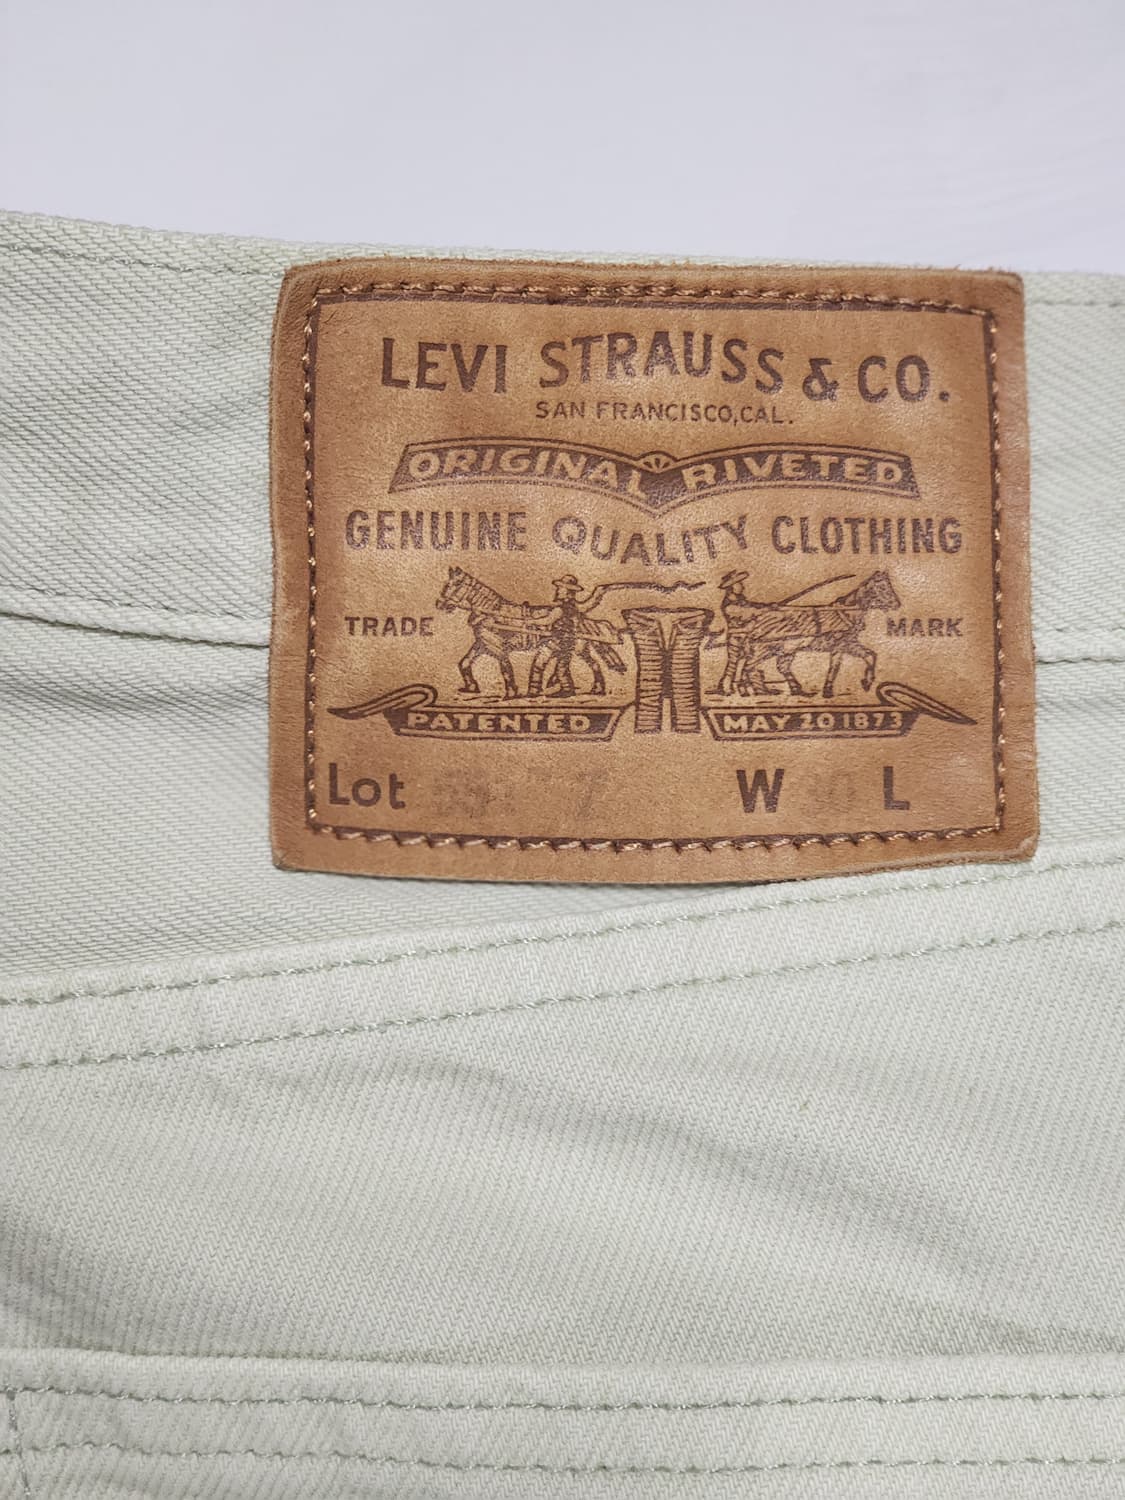 LEVI STRAUSS & CO.
SAN FRANCISCO, CAL.
ORIGINAL RIVETED
GENUINE QUALITY CLOTHING
TRADE MARK
PATENTED MAY 20 1873
Lot W L